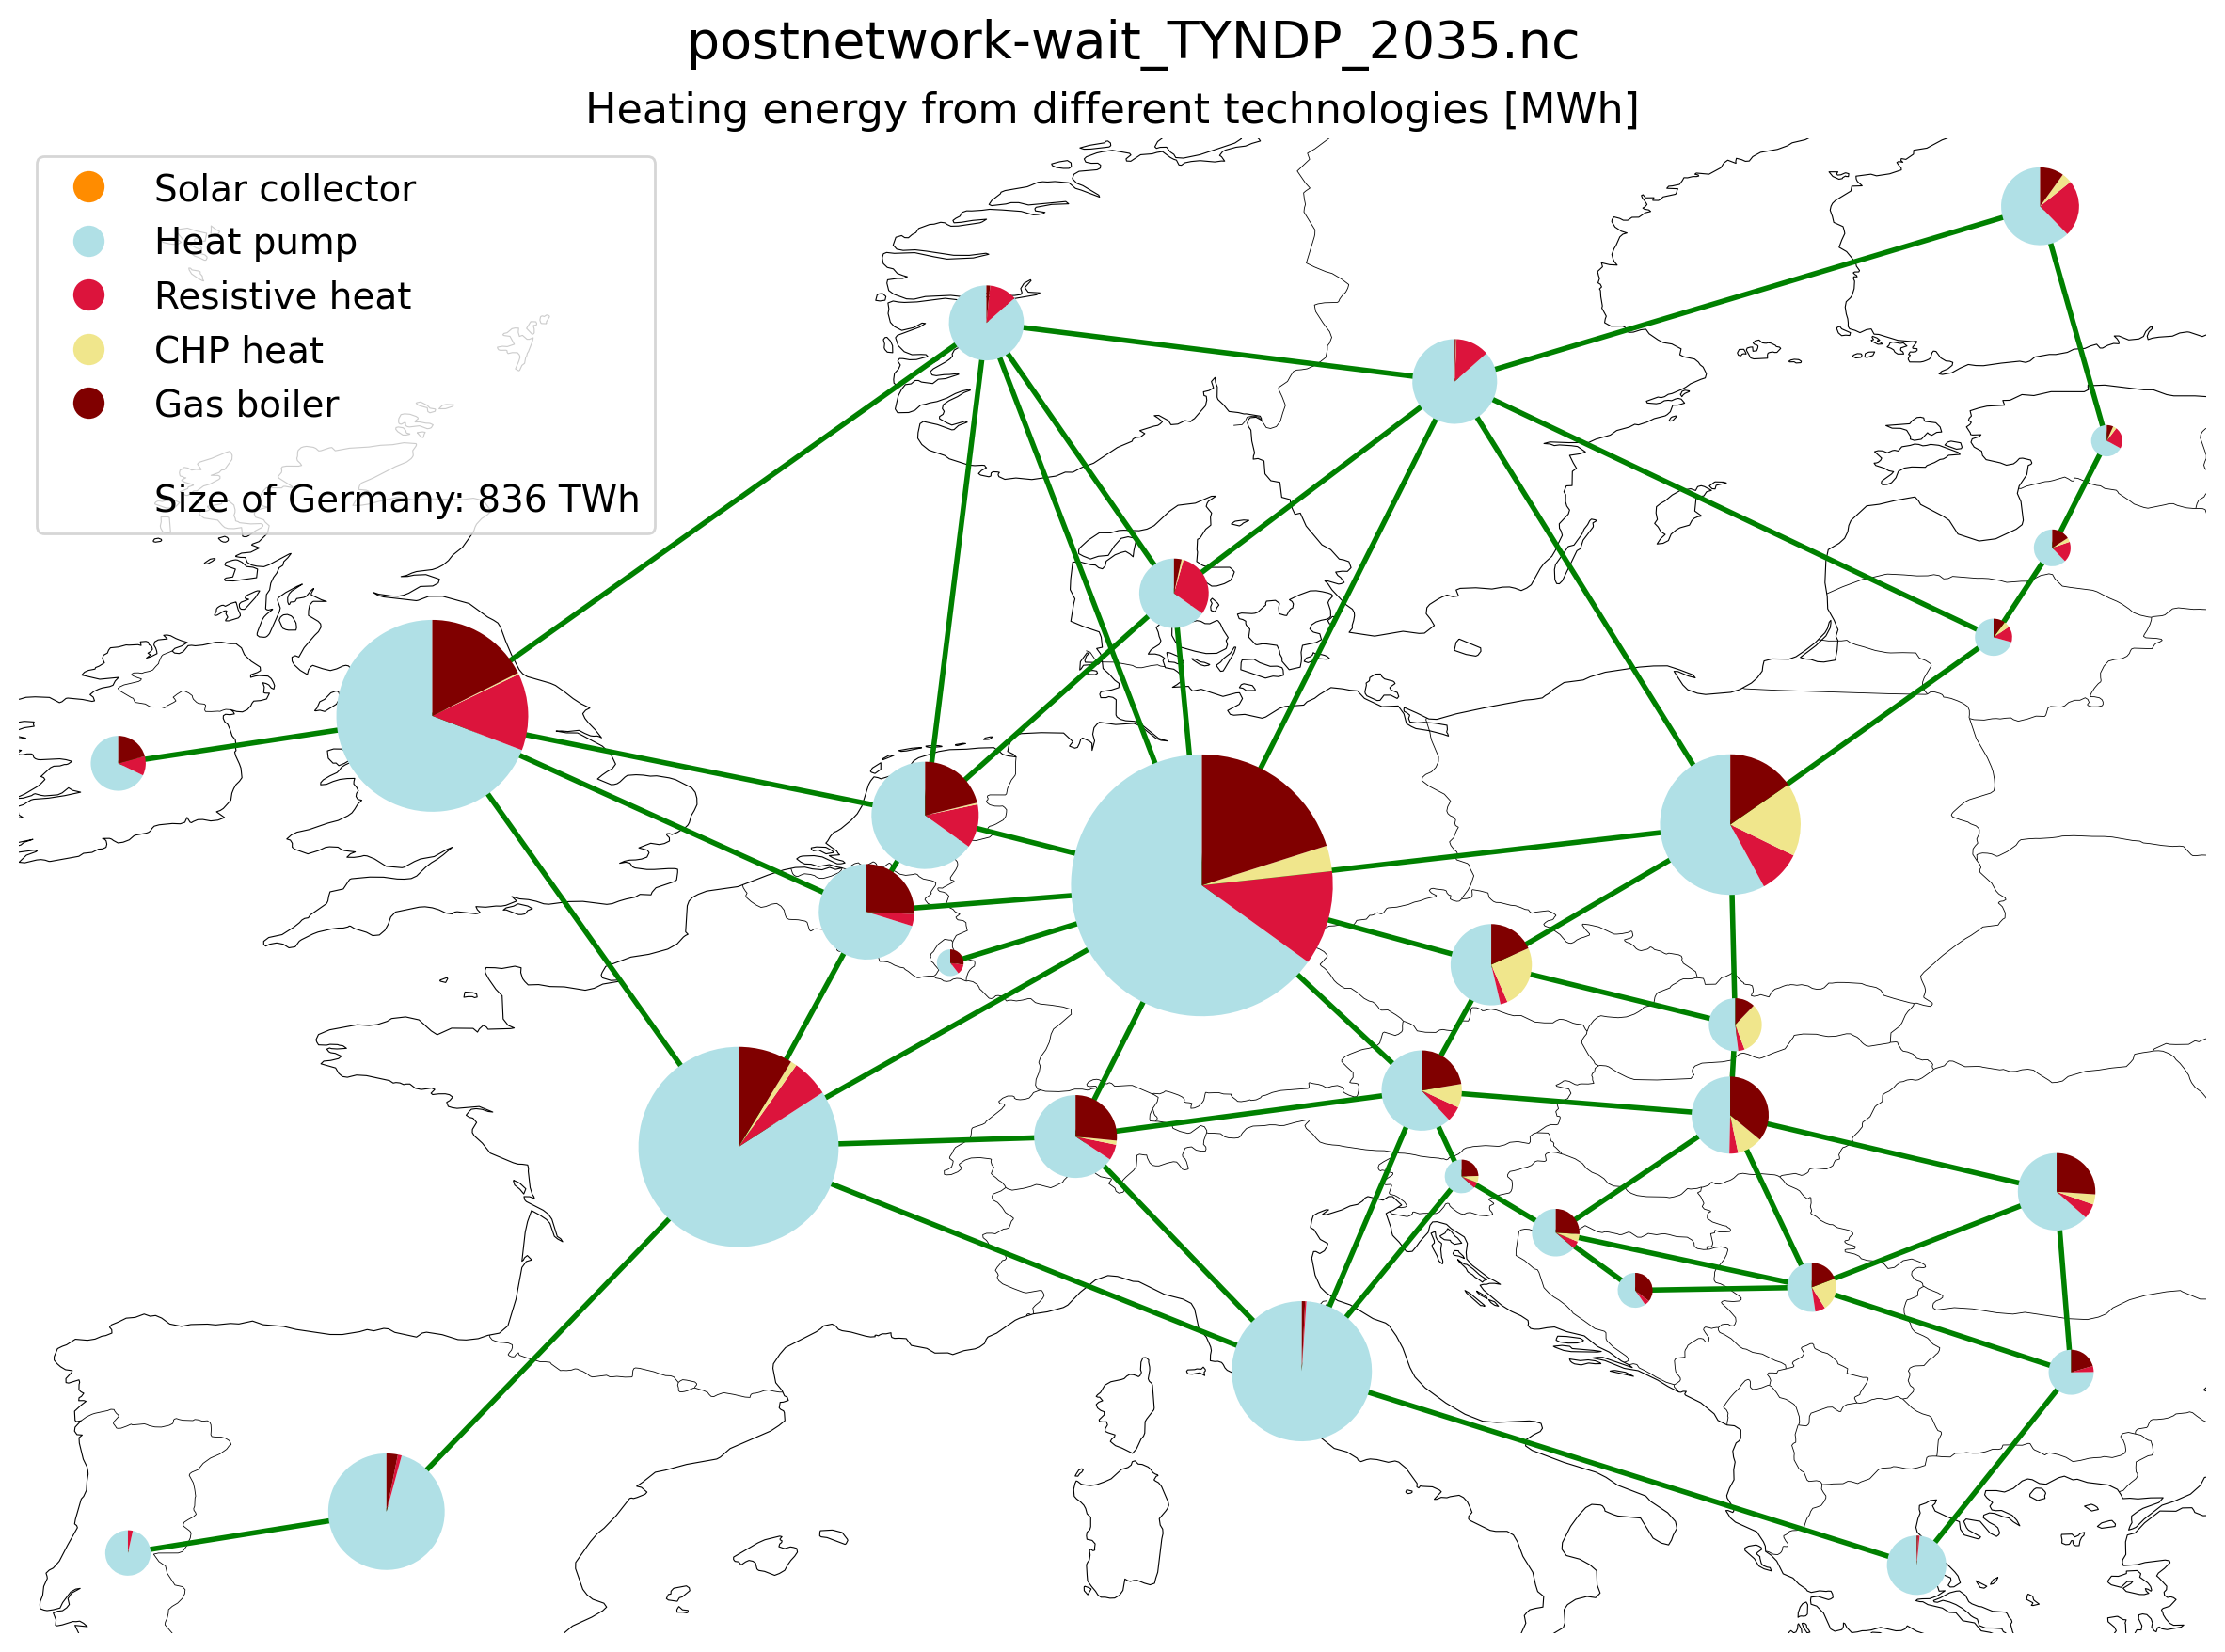 postnetwork-wait_TYNDP_2035.nc
Heating energy from different technologies [MWh]
Solar collector
Heat pump
Resistive heat
CHP heat
Gas boiler
Size of Germany: 836 TWh